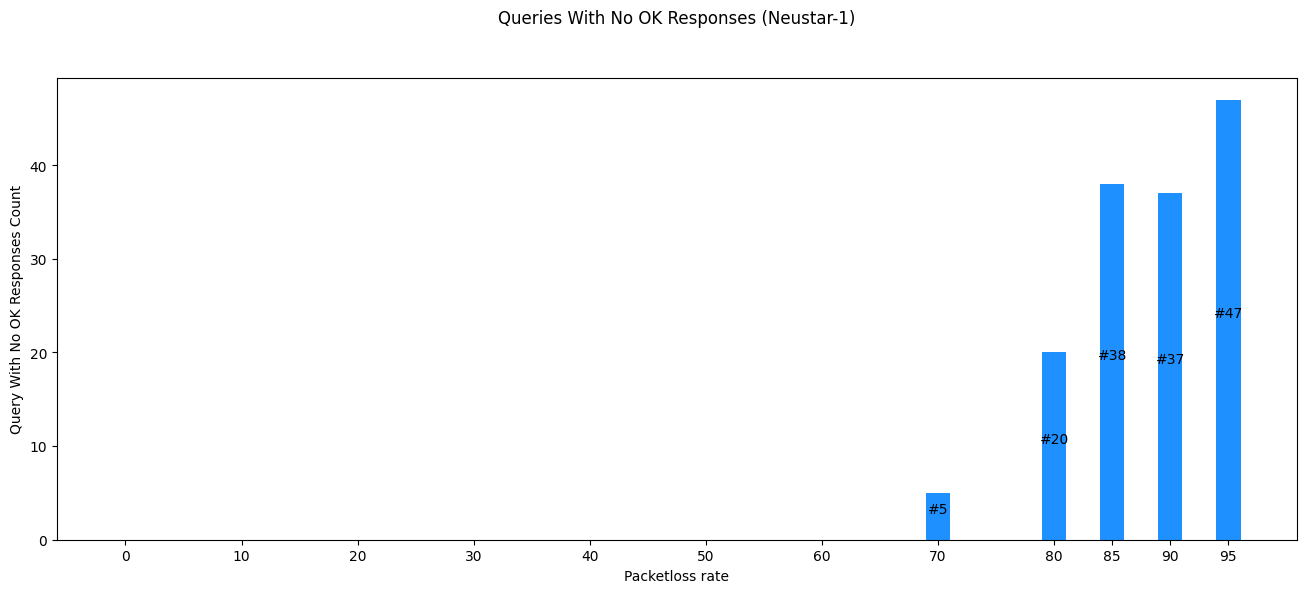 Queries With No OK Responses (Neustar-1)
Query With No OK Responses Count
40
30
20
10
0
#5
#20
#38
#37
#47
0 10 20 30 40 50 60 70 80 85 90 95
Packetloss rate